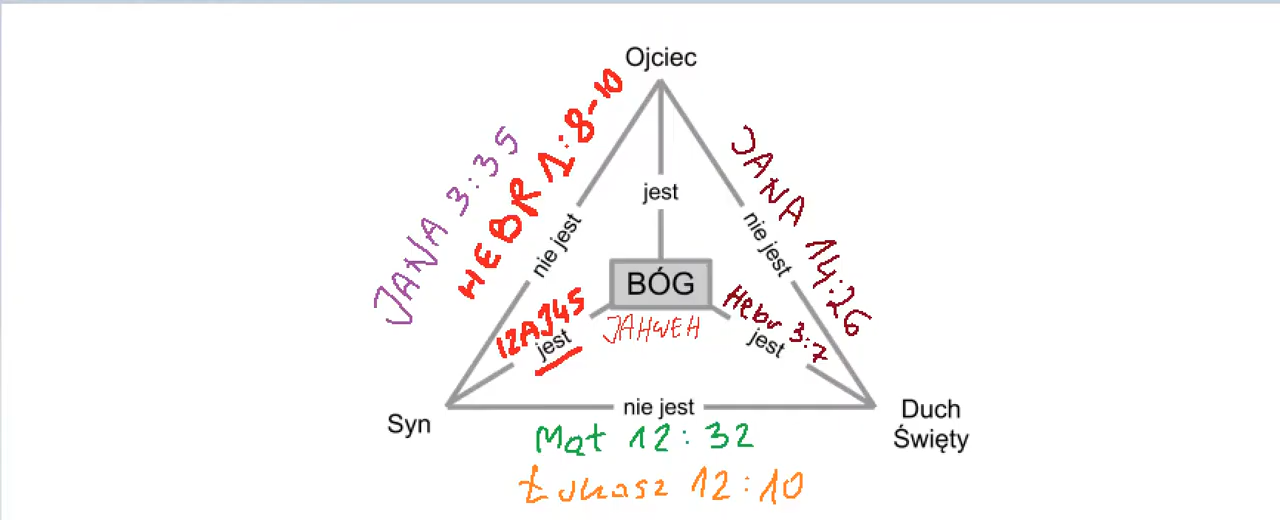 Ojciec
JANA 3:35
HEBR 1:8-10
nie jest
jest
nie jest
JANA 14:26
BÓG
JAHWEH
IZAJ45
jest
Hebr 3:7
jest
Syn
nie jest
Duch
Święty
Mat 12:32
Łukasz 12:10